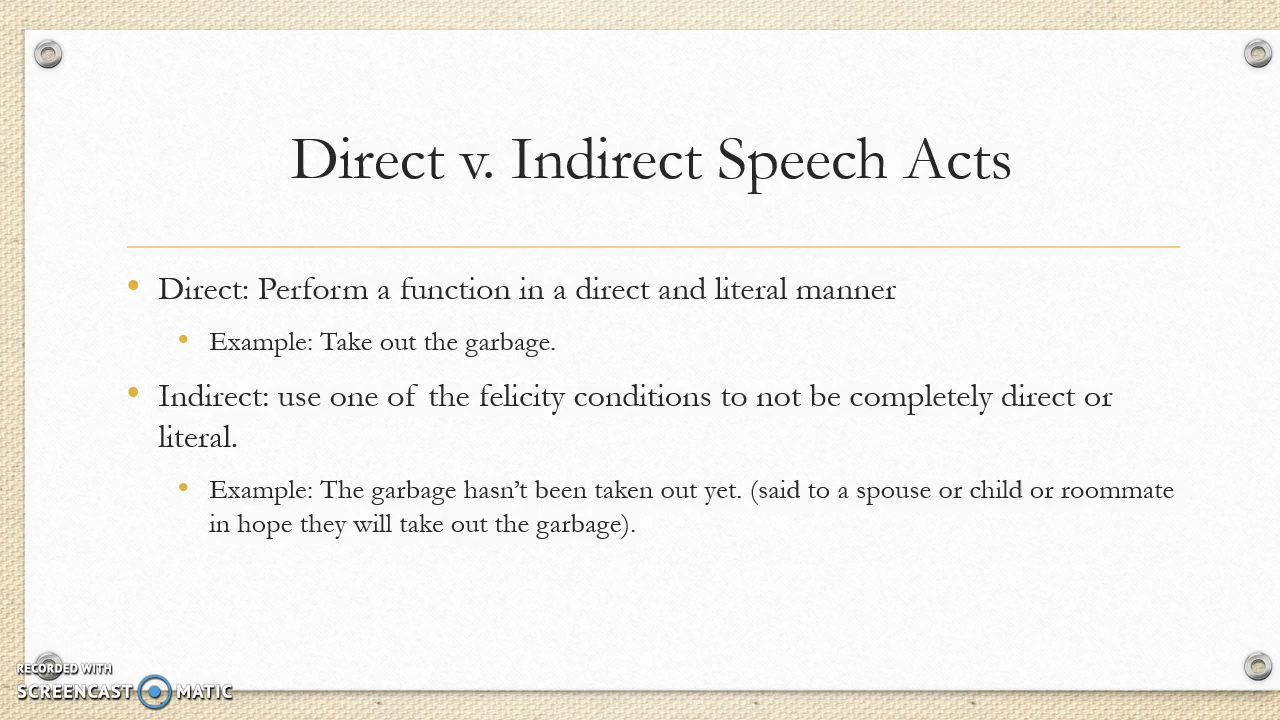 Direct v. Indirect Speech Acts
• Direct: Perform a function in a direct and literal manner
• Example: Take out the garbage.
• Indirect: use one of the felicity conditions to not be completely direct or
literal.
• Example: The garbage hasn’t been taken out yet. (said to a spouse or child or roommate
in hope they will take out the garbage).
RECORDED WITH
SCREENCAST MATIC